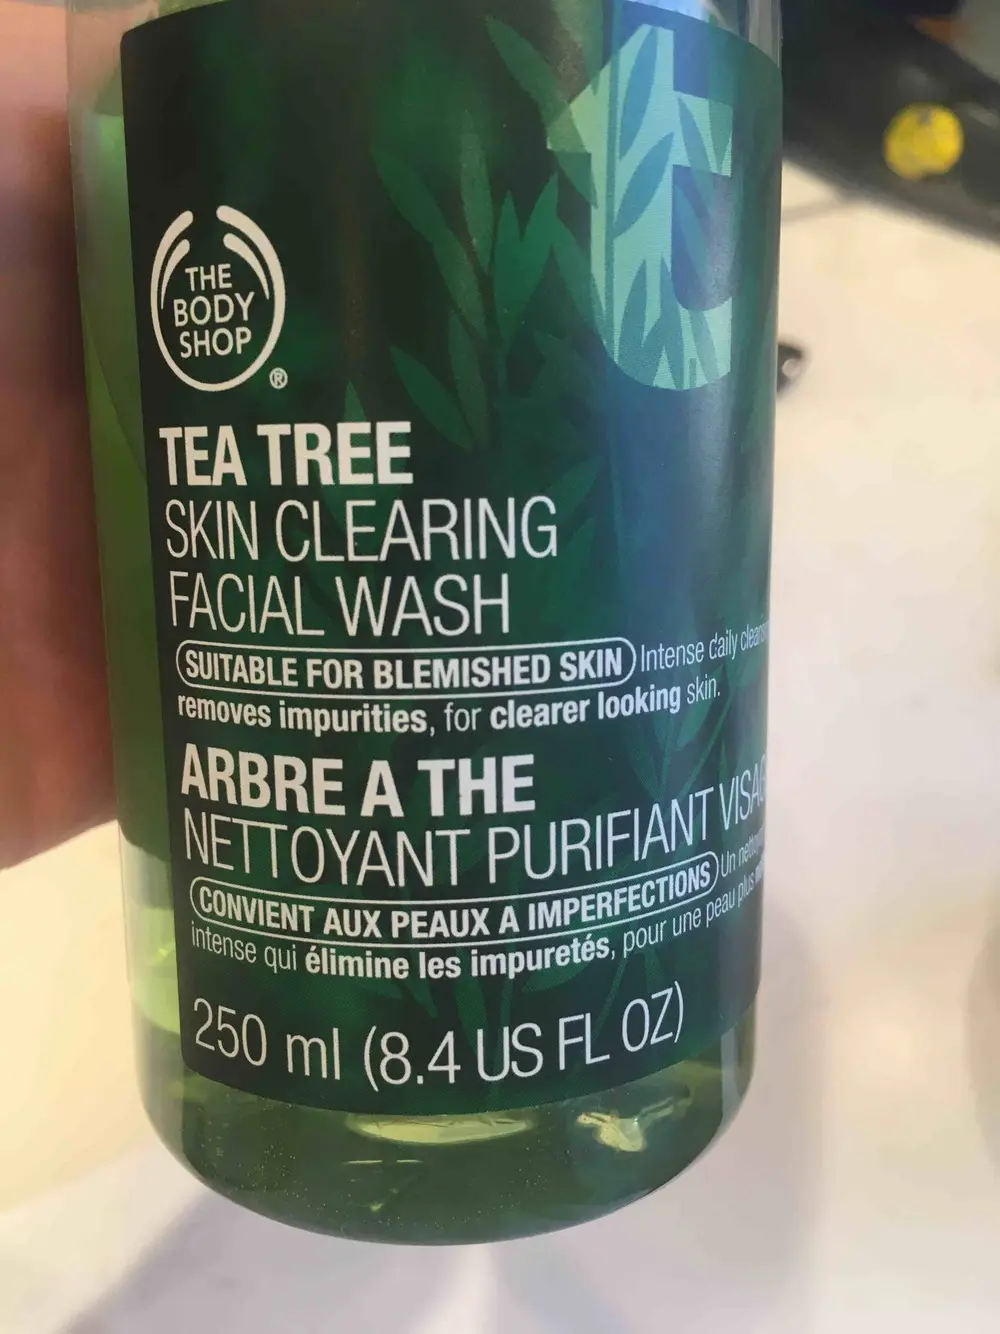 t
THE
BODY
SHOP
®
TEA TREE
SKIN CLEARING
FACIAL WASH
SUITABLE FOR BLEMISHED SKIN Intense daily
removes impurities, for clearer looking skin.
ARBRE A THE
NETTOYANT PURIFIANT
CONVIENT AUX PEAUX A IMPERFECTIONS Un
intense qui élimine les impuretés, pour une peau plus
250 ml (8.4 US FL OZ)